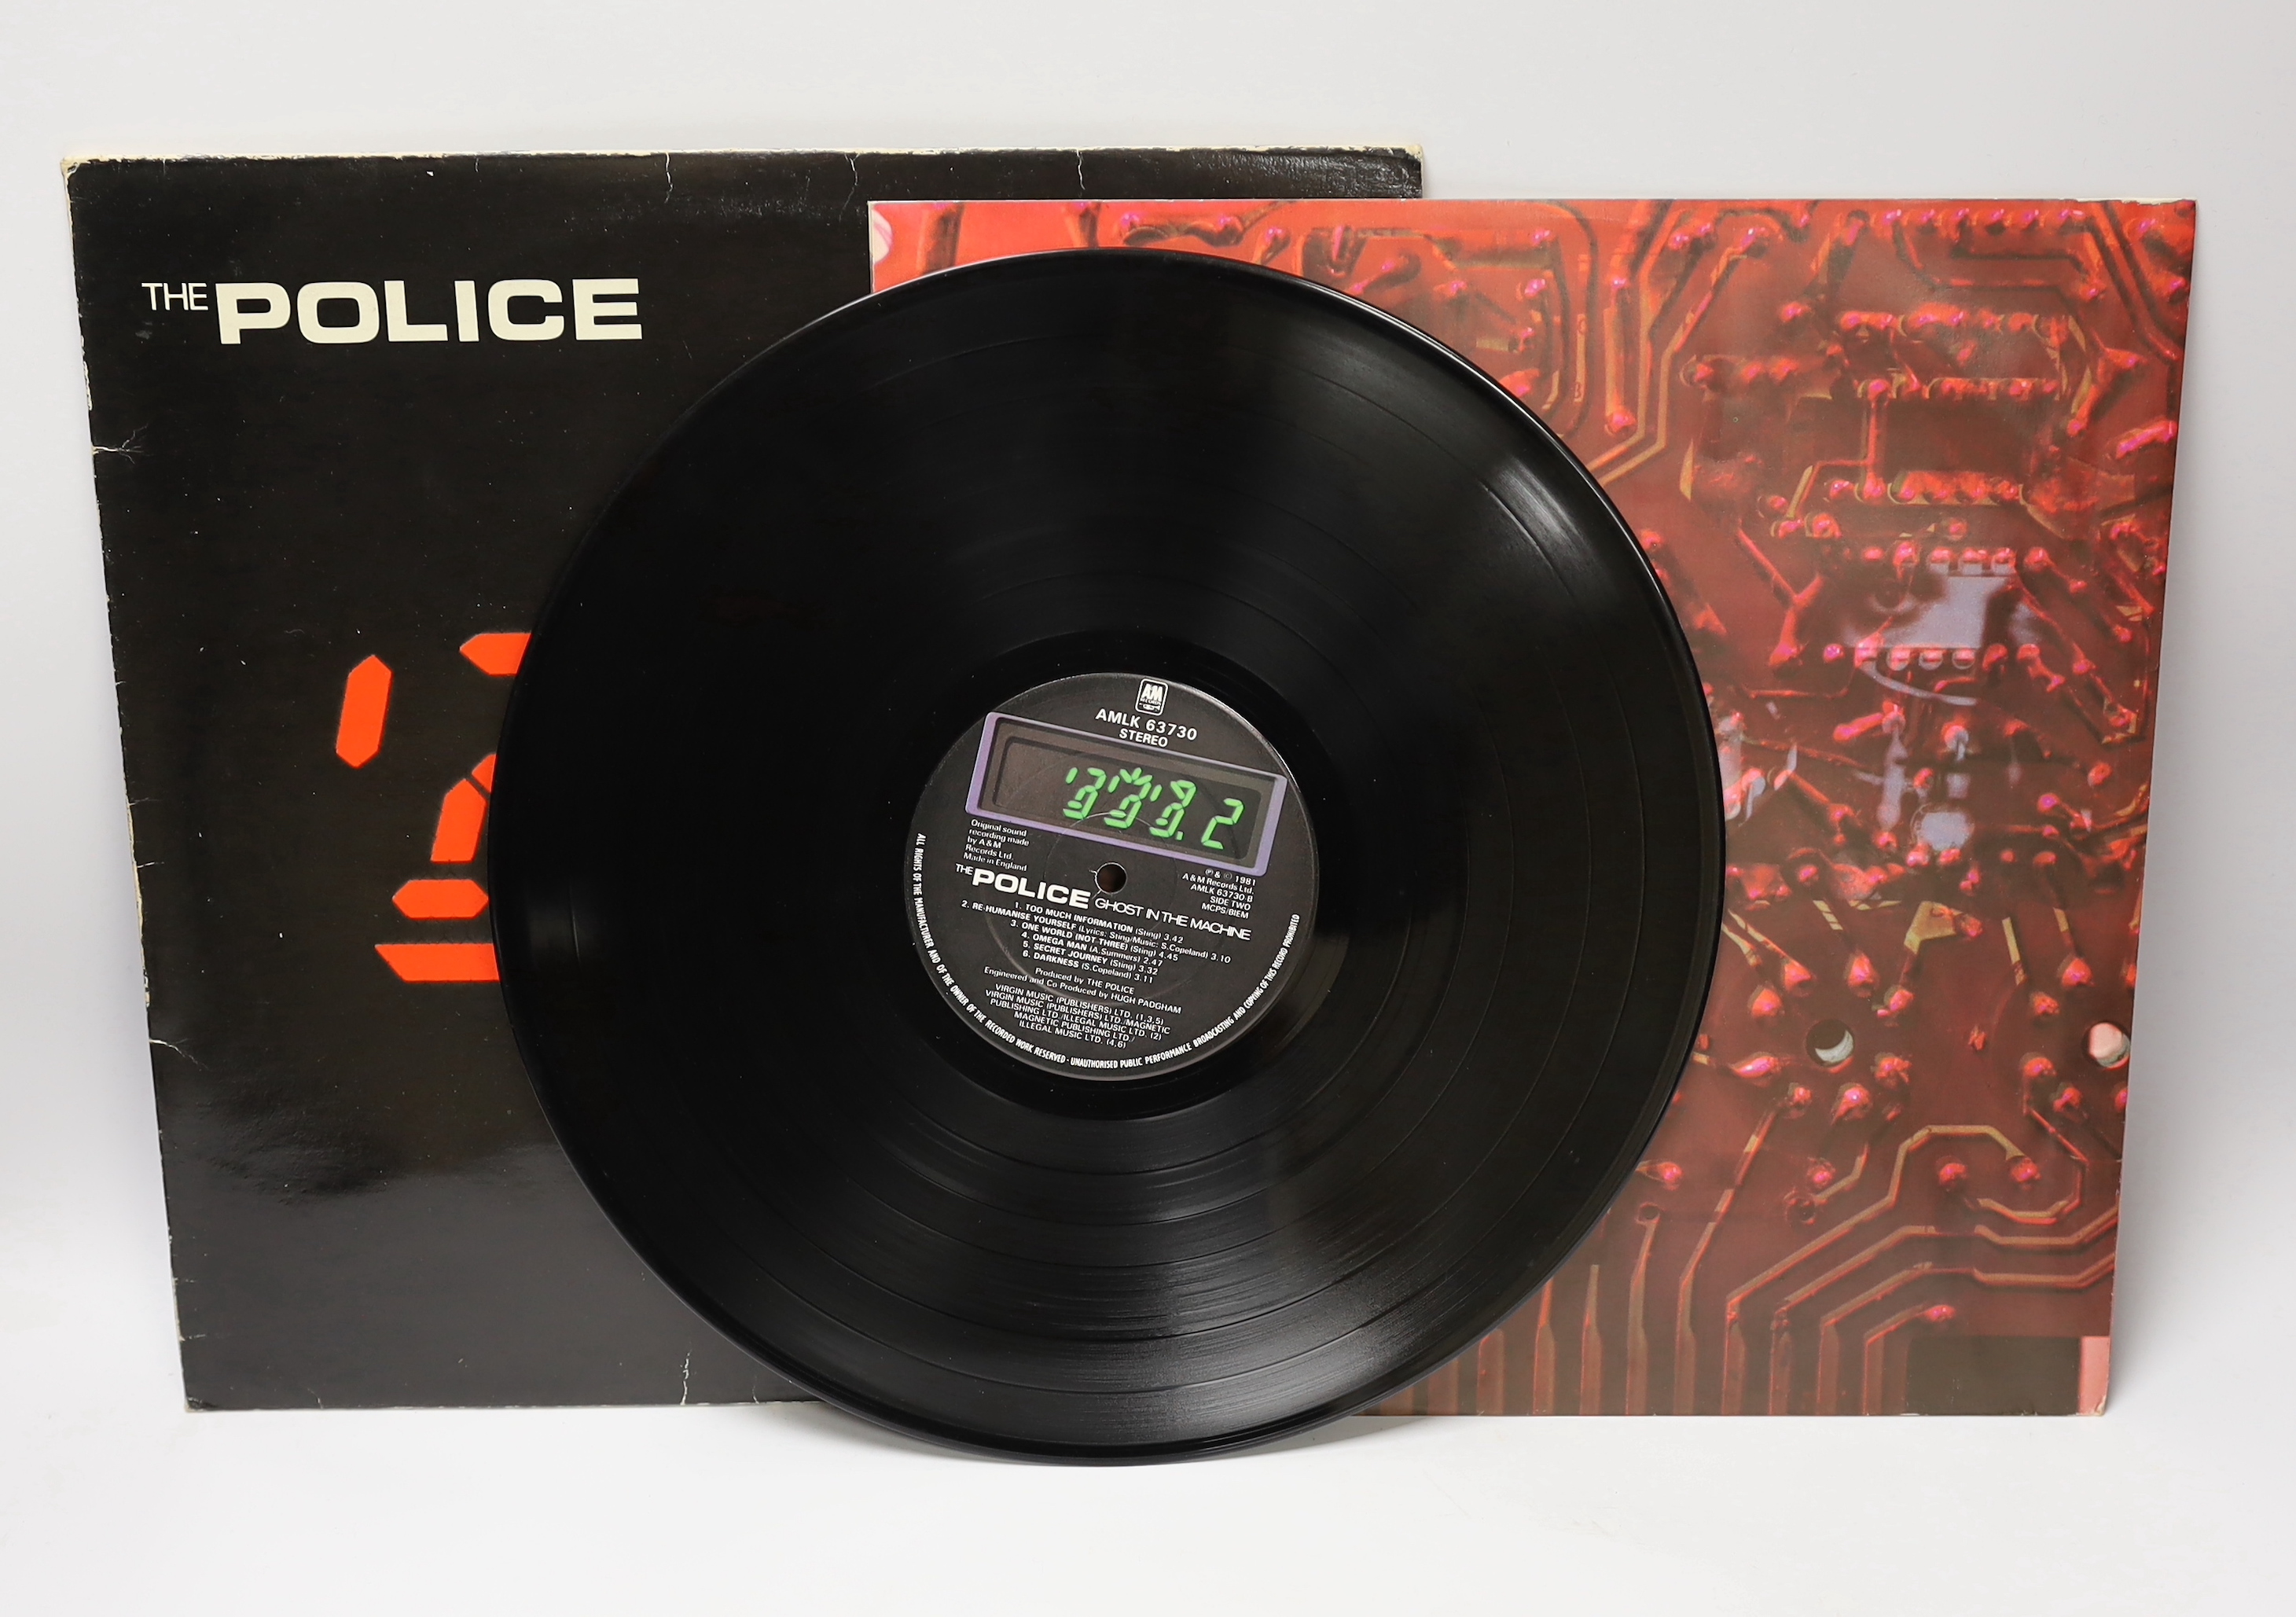 THE POLICE
A&M
RECORDS
AMLK 63730
STEREO
2
Original sound
recording made
by A&M
Records Ltd.
Made in England
℗ & © 1981
A&M Records Ltd.
AMLK 63730-B
SIDE TWO
MCPS/BIEM
THE POLICE GHOST IN THE MACHINE
1. TOO MUCH INFORMATION (Sting) 3.42
2. RE-HUMANISE YOURSELF (Lyrics: Sting/Music: S.Copeland) 3.10
3. ONE WORLD (NOT THREE) (Sting) 4.45
4. OMEGA MAN (A.Summers) 2.47
5. SECRET JOURNEY (Sting) 3.32
6. DARKNESS (S.Copeland) 3.11
Produced by THE POLICE
Engineered and Co Produced by HUGH PADGHAM
VIRGIN MUSIC (PUBLISHERS) LTD. (1,3,5)
VIRGIN MUSIC (PUBLISHERS) LTD./MAGNETIC
PUBLISHING LTD./ILLEGAL MUSIC LTD. (2)
MAGNETIC PUBLISHING LTD./
ILLEGAL MUSIC LTD. (4,6)
ALL RIGHTS OF THE MANUFACTURER AND OF THE OWNER OF THE RECORDED WORK RESERVED · UNAUTHORISED PUBLIC PERFORMANCE BROADCASTING AND COPYING OF THIS RECORD PROHIBITED